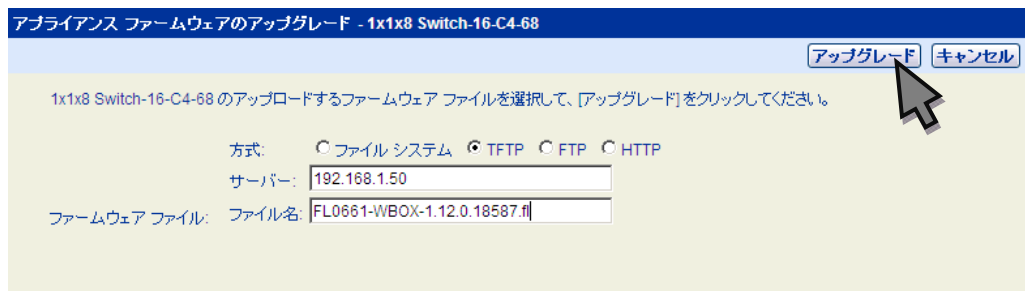 アプライアンス ファームウェアのアップグレード - 1x1x8 Switch-16-C4-68
アップグレード キャンセル
1x1x8 Switch-16-C4-68 のアップロードするファームウェア ファイルを選択して、[アップグレード] をクリックしてください。
方式: ファイル システム TFTP FTP HTTP
サーバー: 192.168.1.50
ファームウェア ファイル: ファイル名: FL0661-WBOX-1.12.0.18587.fl